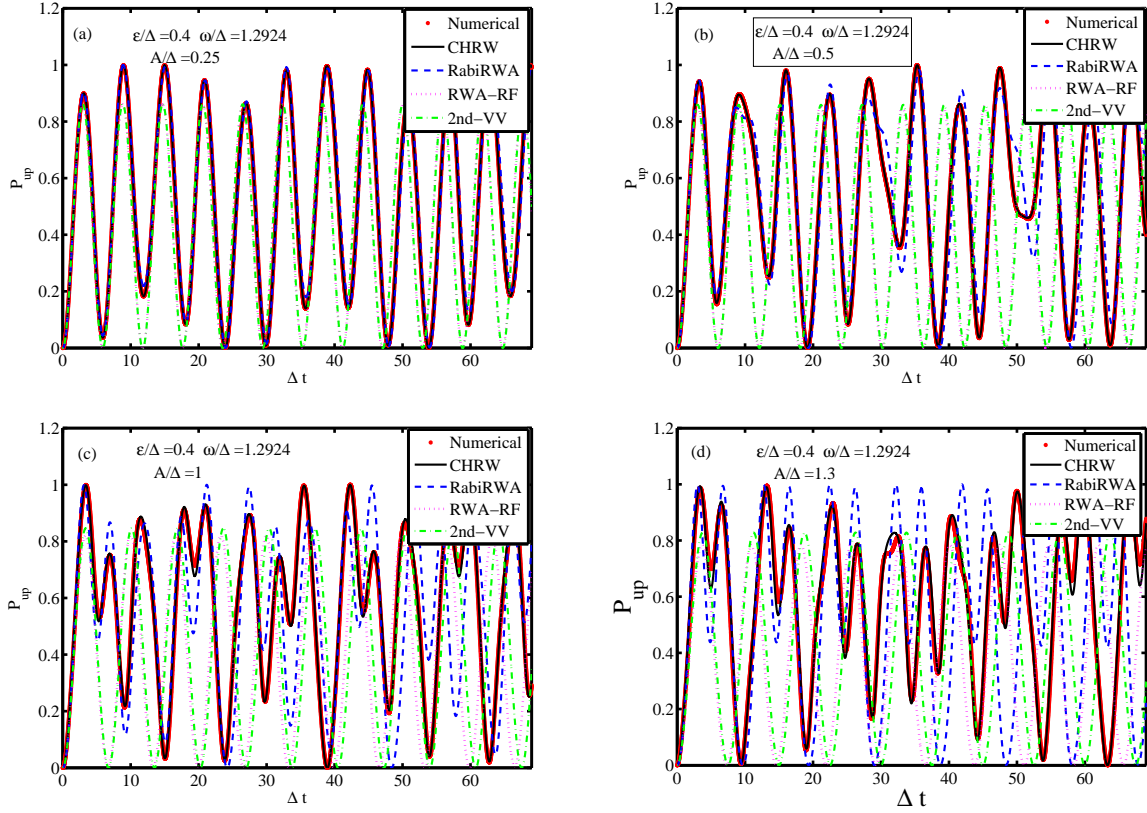 (a)
ε/Δ =0.4 ω/Δ =1.2924
A/Δ =0.25
Numerical
CHRW
RabiRWA
RWA−RF
2nd−VV
1.2
1
0.8
0.6
0.4
0.2
0
P_up
0 10 20 30 40 50 60
Δ t
(b)
ε/Δ =0.4 ω/Δ =1.2924
A/Δ =0.5
Numerical
CHRW
RabiRWA
RWA−RF
2nd−VV
1.2
1
0.8
0.6
0.4
0.2
0
P_up
0 10 20 30 40 50 60
Δ t
(c)
ε/Δ =0.4 ω/Δ =1.2924
A/Δ =1
Numerical
CHRW
RabiRWA
RWA−RF
2nd−VV
1.2
1
0.8
0.6
0.4
0.2
0
P_up
0 10 20 30 40 50 60
Δ t
(d)
ε/Δ =0.4 ω/Δ =1.2924
A/Δ =1.3
Numerical
CHRW
RabiRWA
RWA−RF
2nd−VV
1.2
1
0.8
0.6
0.4
0.2
0
P_up
0 10 20 30 40 50 60
Δ t